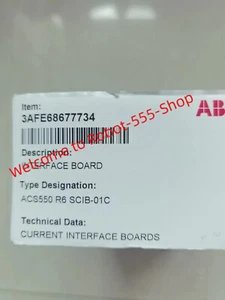 Item:
3AFE68677734
ABB
Description:
INTERFACE BOARD
Type Designation:
ACS550 R6 SCIB-01C
Technical Data:
CURRENT INTERFACE BOARDS
Welcome to Robot-555-Shop